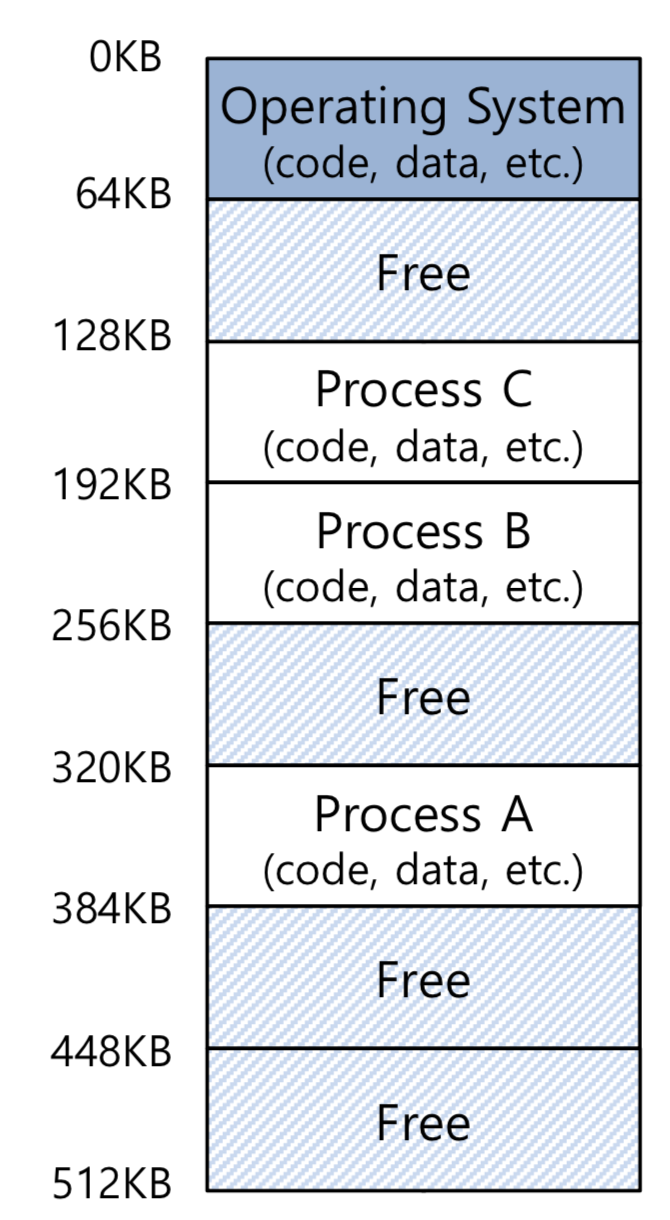 0KB
Operating System
(code, data, etc.)
64KB
Free
128KB
Process C
(code, data, etc.)
192KB
Process B
(code, data, etc.)
256KB
Free
320KB
Process A
(code, data, etc.)
384KB
Free
448KB
Free
512KB